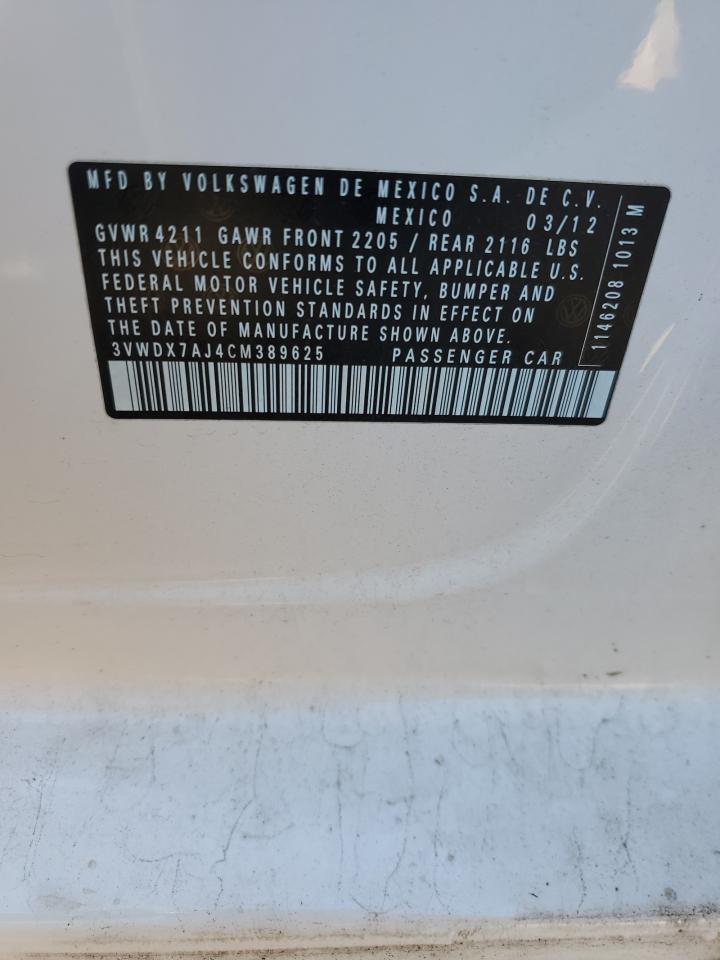 MFD BY VOLKSWAGEN DE MEXICO S.A. DE C.V.
MEXICO 03/12
GVWR 4211 GAWR FRONT 2205 / REAR 2116 LBS
THIS VEHICLE CONFORMS TO ALL APPLICABLE U.S.
FEDERAL MOTOR VEHICLE SAFETY, BUMPER AND
THEFT PREVENTION STANDARDS IN EFFECT ON
THE DATE OF MANUFACTURE SHOWN ABOVE.
3VWDX7AJ4CM389625 PASSENGER CAR
1146208 1013 M